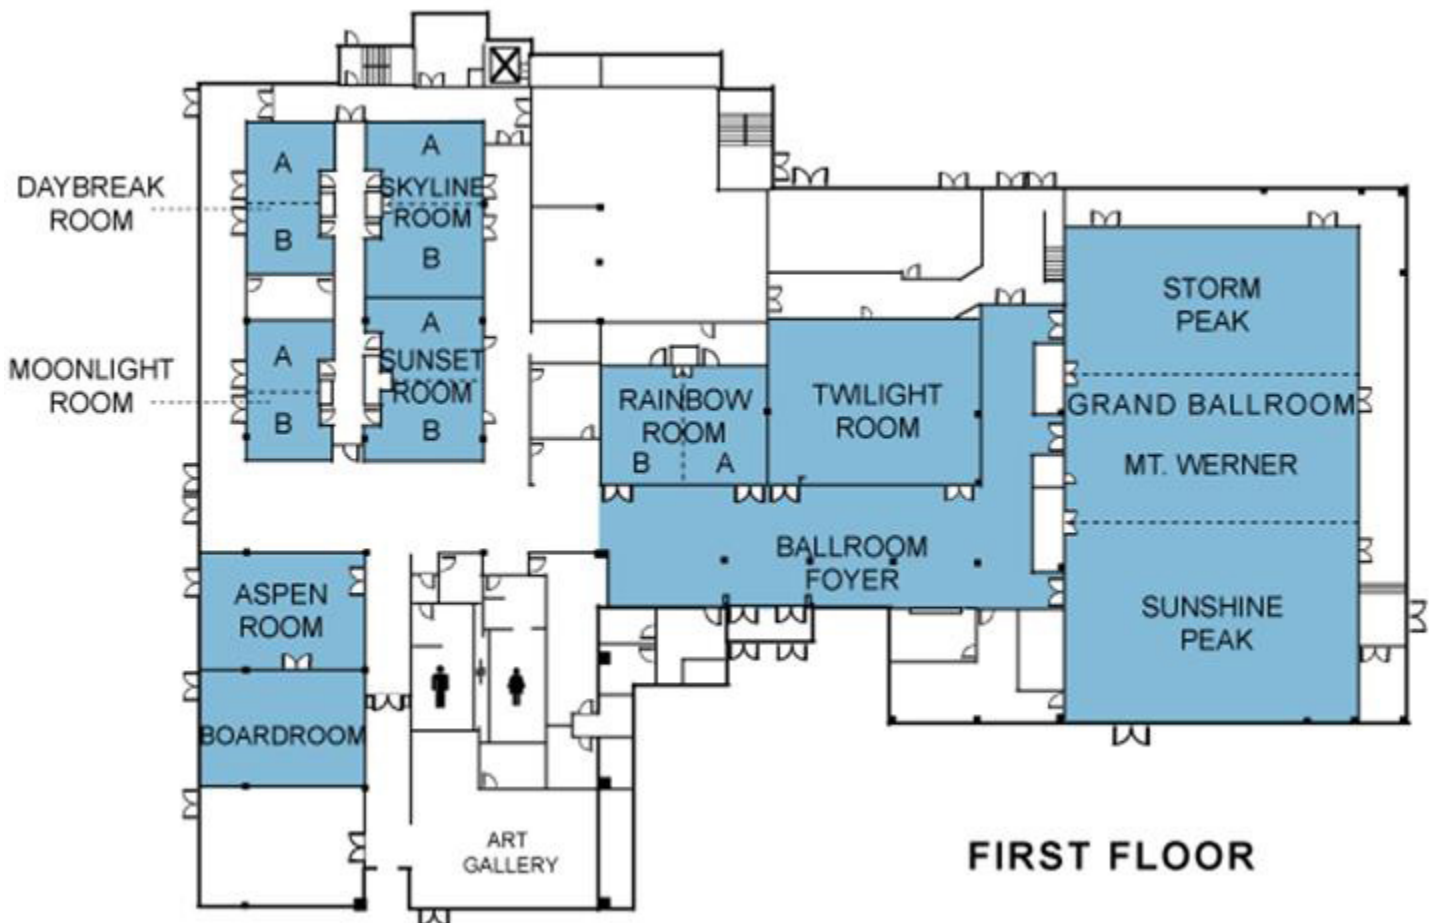 DAYBREAK
ROOM
A
B
A
SKYLINE
ROOM
B
MOONLIGHT
ROOM
A
B
A
SUNSET
ROOM
B
RAINBOW
ROOM
B A
TWILIGHT
ROOM
STORM
PEAK
GRAND BALLROOM
MT. WERNER
SUNSHINE
PEAK
BALLROOM
FOYER
ASPEN
ROOM
BOARDROOM
ART
GALLERY
FIRST FLOOR